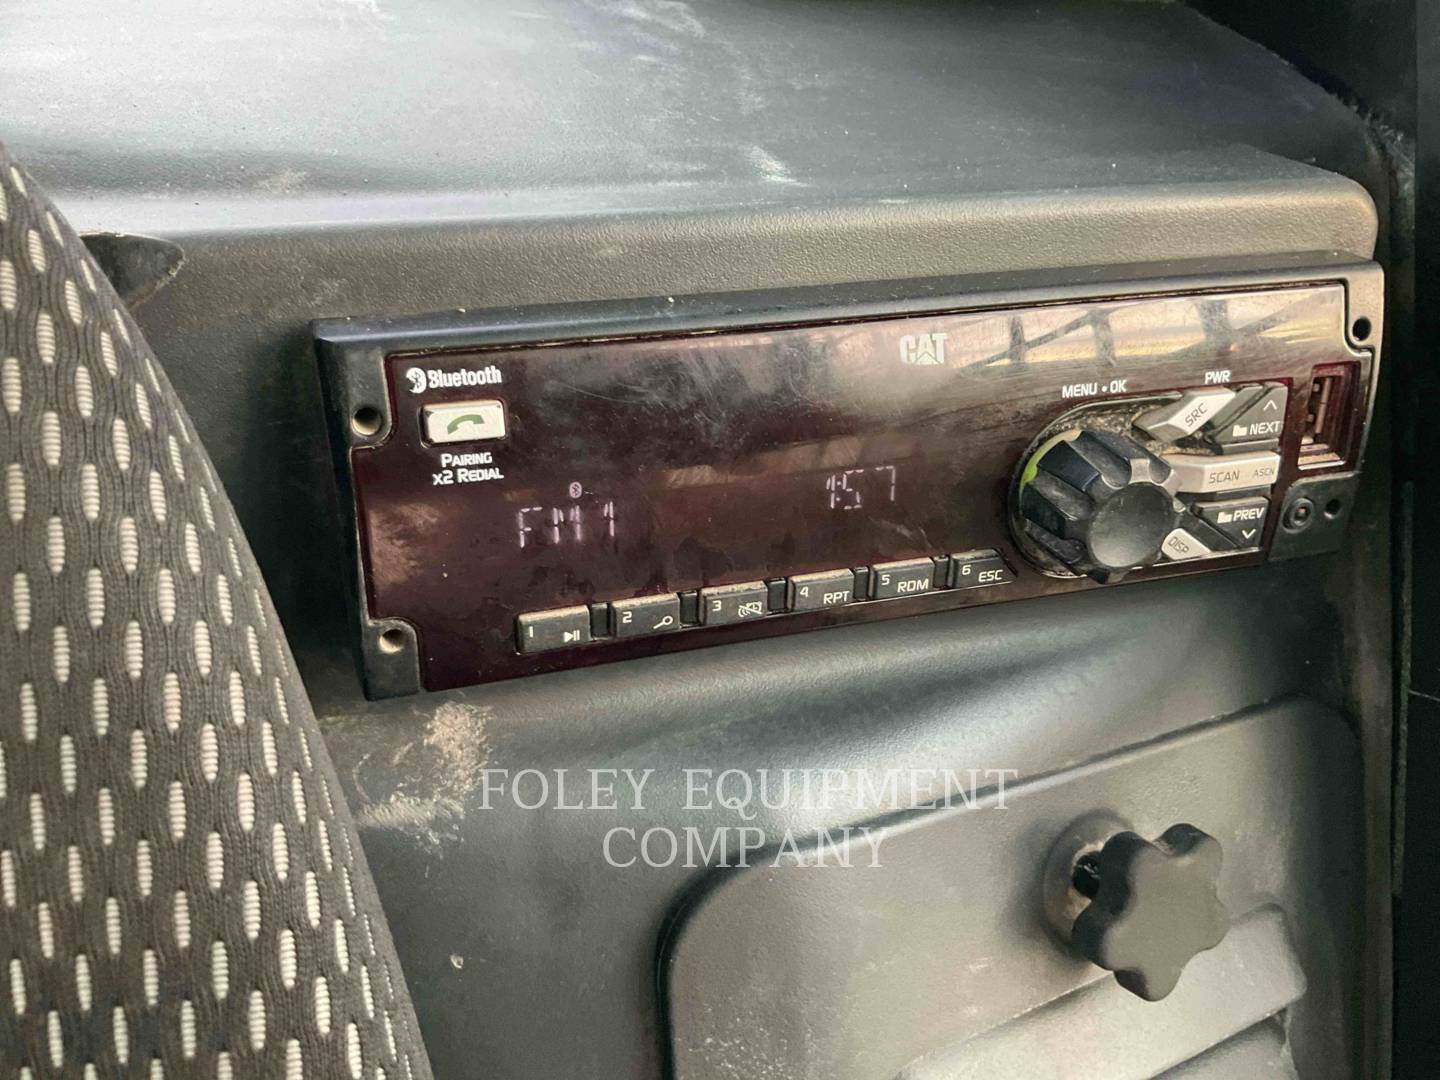 CAT
Bluetooth
MENU • OK
PWR
SRC
NEXT
PAIRING
X2 REDIAL
SCAN ASCN
FM1
1:57
PREV
DISP
1
2
3
4 RPT
5 RDM
6 ESC
FOLEY EQUIPMENT
COMPANY